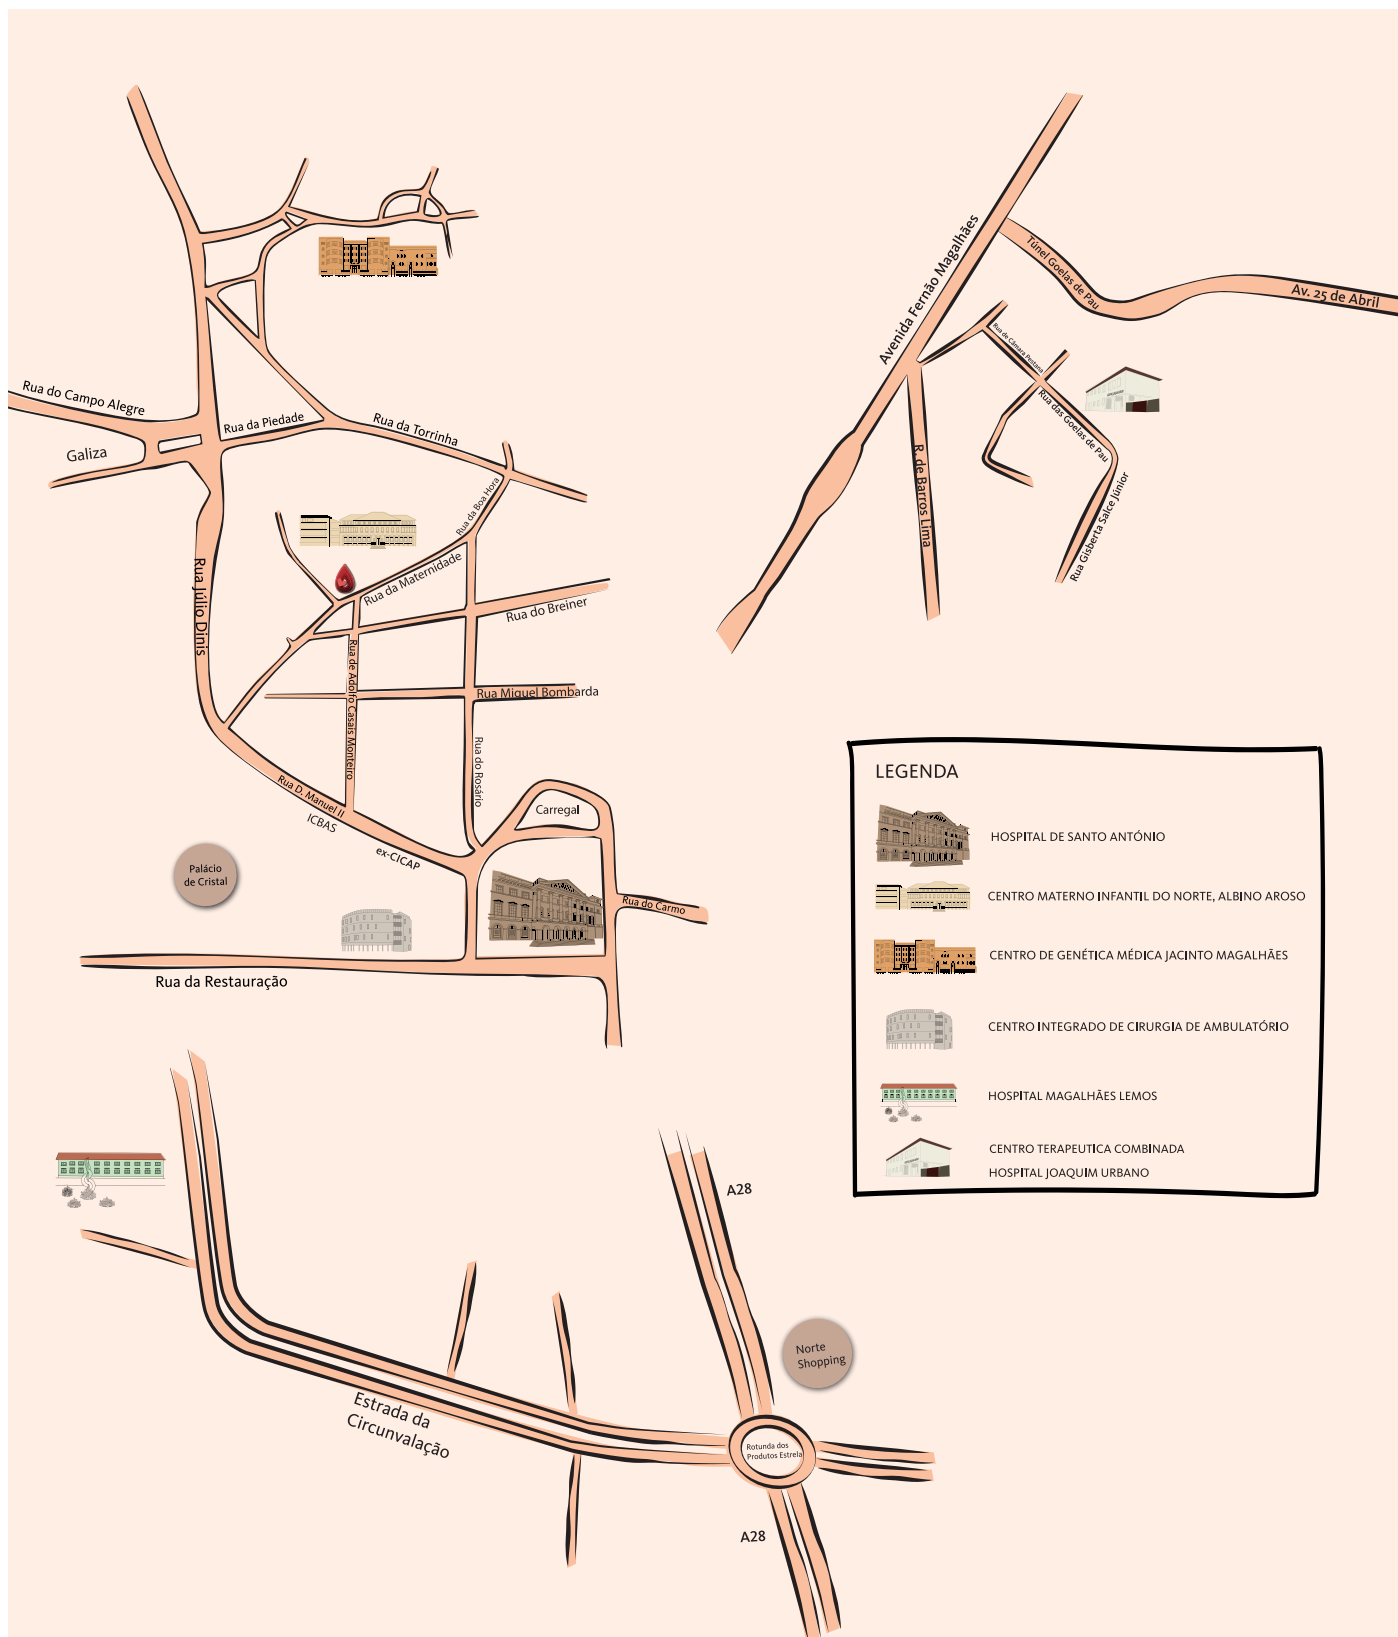 Rua do Campo Alegre
Galiza
Rua da Piedade
Rua da Torrinha
Rua da Boa Hora
Rua da Maternidade
Rua Júlio Dinis
Rua do Breiner
Rua de Adolfo Casais Monteiro
Rua Miguel Bombarda
Rua do Rosário
Rua D. Manuel II
ICBAS
ex-CICAP
Carregal
Palácio
de Cristal
Rua do Carmo
Rua da Restauração
Avenida Fernão Magalhães
Túnel Goelas de Pau
Av. 25 de Abril
Rua de Câmara Pestana
Rua das Goelas de Pau
R. de Barros Lima
Rua Gisberta Salce Júnior
LEGENDA
HOSPITAL DE SANTO ANTÓNIO
CENTRO MATERNO INFANTIL DO NORTE, ALBINO AROSO
CENTRO DE GENÉTICA MÉDICA JACINTO MAGALHÃES
CENTRO INTEGRADO DE CIRURGIA DE AMBULATÓRIO
HOSPITAL MAGALHÃES LEMOS
CENTRO TERAPEUTICA COMBINADA
HOSPITAL JOAQUIM URBANO
A28
Norte
Shopping
Estrada da
Circunvalação
Rotunda dos
Produtos Estrela
A28